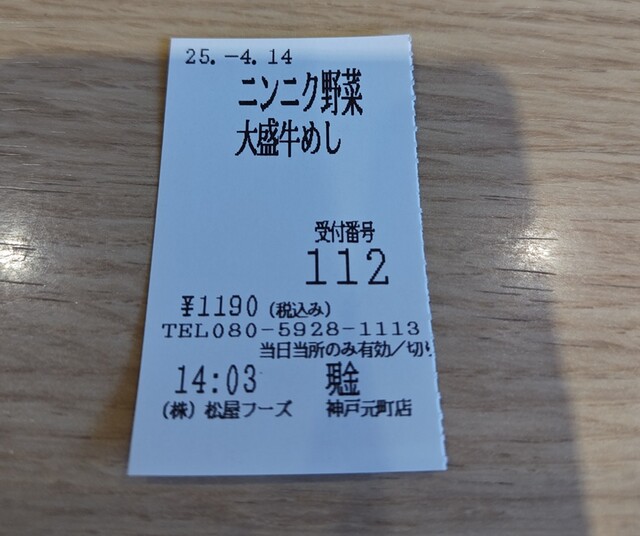 25.-4.14
ニンニク野菜
大盛牛めし
受付番号
112
¥1190(税込み)
TEL080-5928-1113
当日当所のみ有効/切
14:03 現金
(株)松屋フーズ 神戸元町店